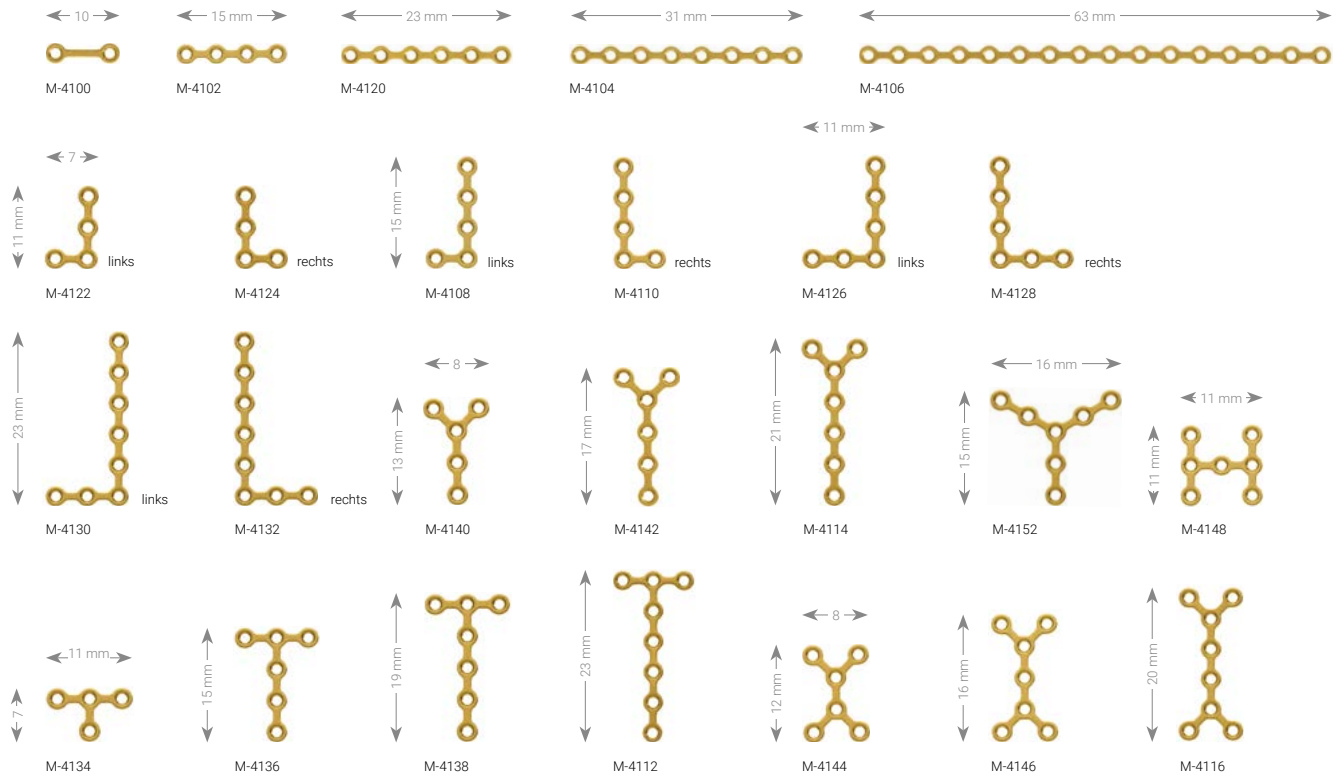 10
15 mm
23 mm
31 mm
63 mm
M-4100
M-4102
M-4120
M-4104
M-4106
7
11 mm
15 mm
11 mm
links
rechts
links
rechts
links
rechts
M-4122
M-4124
M-4108
M-4110
M-4126
M-4128
23 mm
8
13 mm
17 mm
21 mm
16 mm
15 mm
11 mm
11 mm
links
rechts
M-4130
M-4132
M-4140
M-4142
M-4114
M-4152
M-4148
11 mm
7
15 mm
19 mm
23 mm
8
12 mm
16 mm
20 mm
M-4134
M-4136
M-4138
M-4112
M-4144
M-4146
M-4116